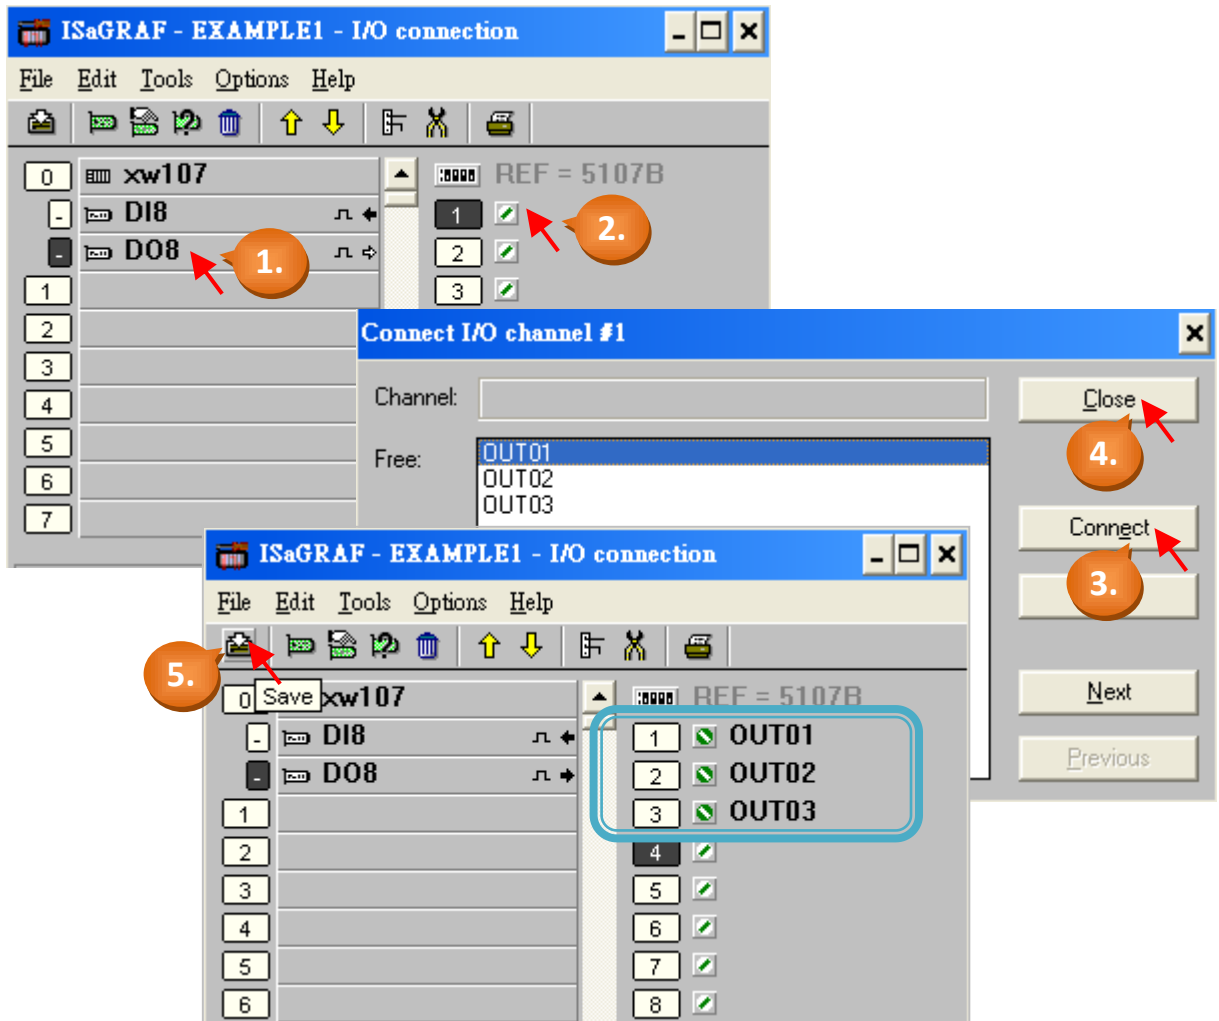 ISaGRAF - EXAMPLE1 - I/O connection
File Edit Tools Options Help
0 xw107 REF = 5107B
- DI8 1 2.
- DO8 1. 2
1 3
2
3
4
5
6
7
Connect I/O channel #1
Channel: Close
4.
Free: OUT01
OUT02
OUT03
Connect
3.
Next
Previous
ISaGRAF - EXAMPLE1 - I/O connection
File Edit Tools Options Help
5.
0 Save xw107 REF = 5107B
- DI8 1 OUT01
- DO8 2 OUT02
1 3 OUT03
2 4
3 5
4 6
5 7
6 8